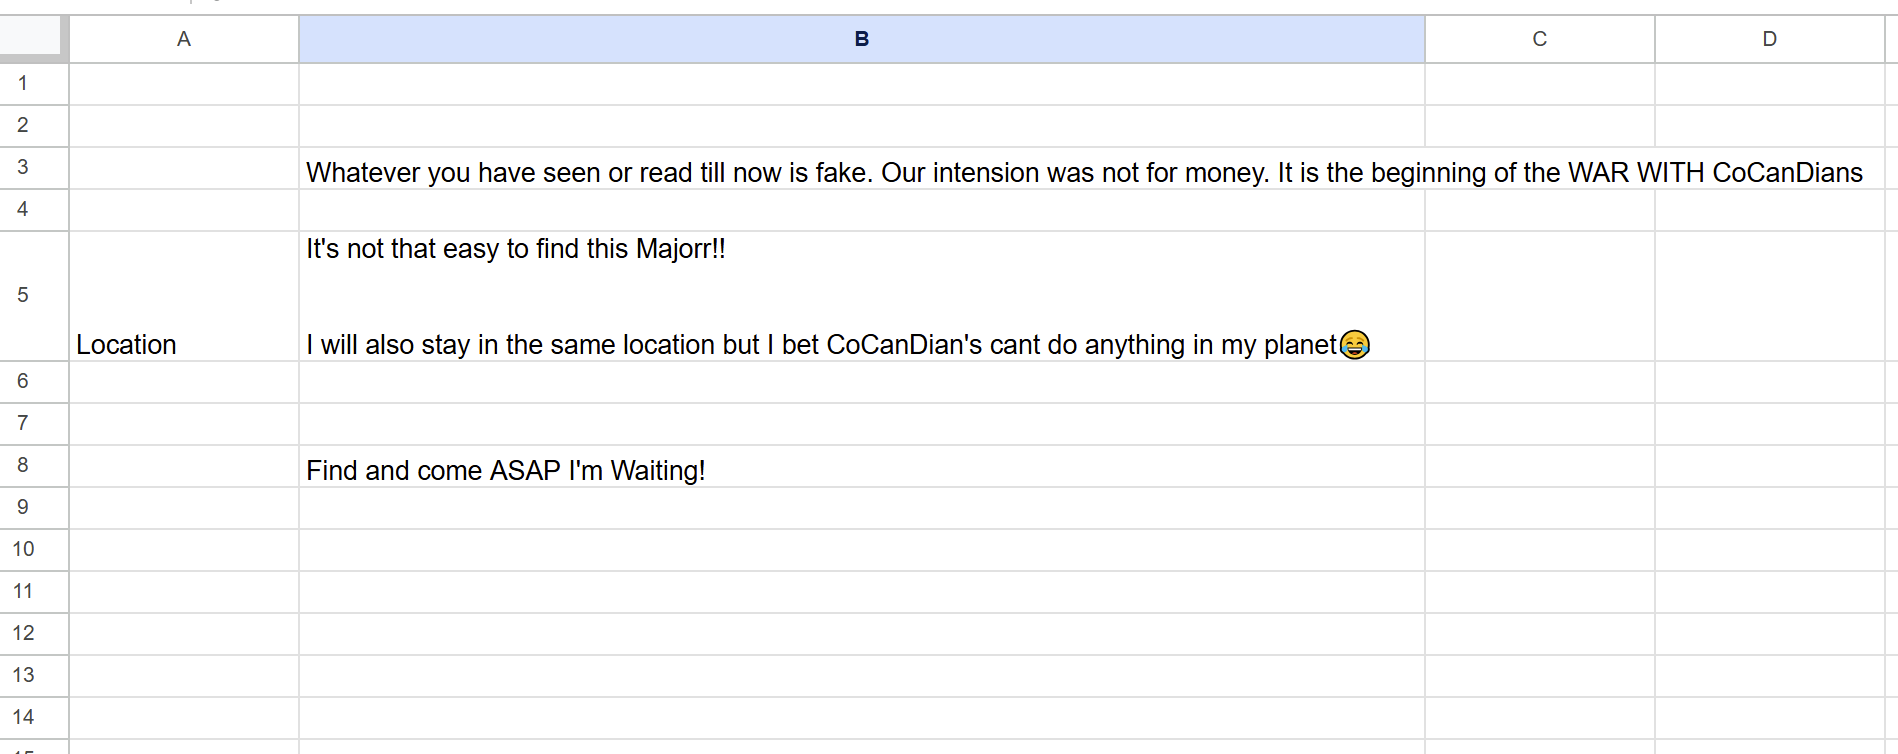 A B C D
1
2
3 Whatever you have seen or read till now is fake. Our intension was not for money. It is the beginning of the WAR WITH CoCanDians
4
It's not that easy to find this Majorr!!
5
Location I will also stay in the same location but I bet CoCanDian's cant do anything in my planet😂
6
7
8 Find and come ASAP I'm Waiting!
9
10
11
12
13
14